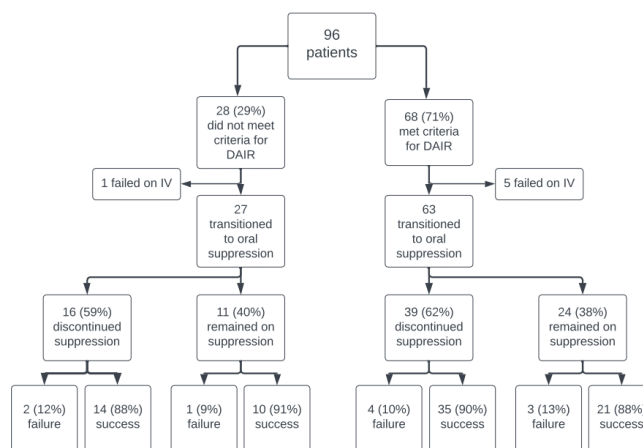 96
patients
28 (29%)
did not meet
criteria for
DAIR
68 (71%)
met criteria
for DAIR
1 failed on IV
5 failed on IV
27
transitioned
to oral
suppression
63
transitioned
to oral
suppression
16 (59%)
discontinued
suppression
11 (40%)
remained on
suppression
39 (62%)
discontinued
suppression
24 (38%)
remained on
suppression
2 (12%)
failure
14 (88%)
success
1 (9%)
failure
10 (91%)
success
4 (10%)
failure
35 (90%)
success
3 (13%)
failure
21 (88%)
success